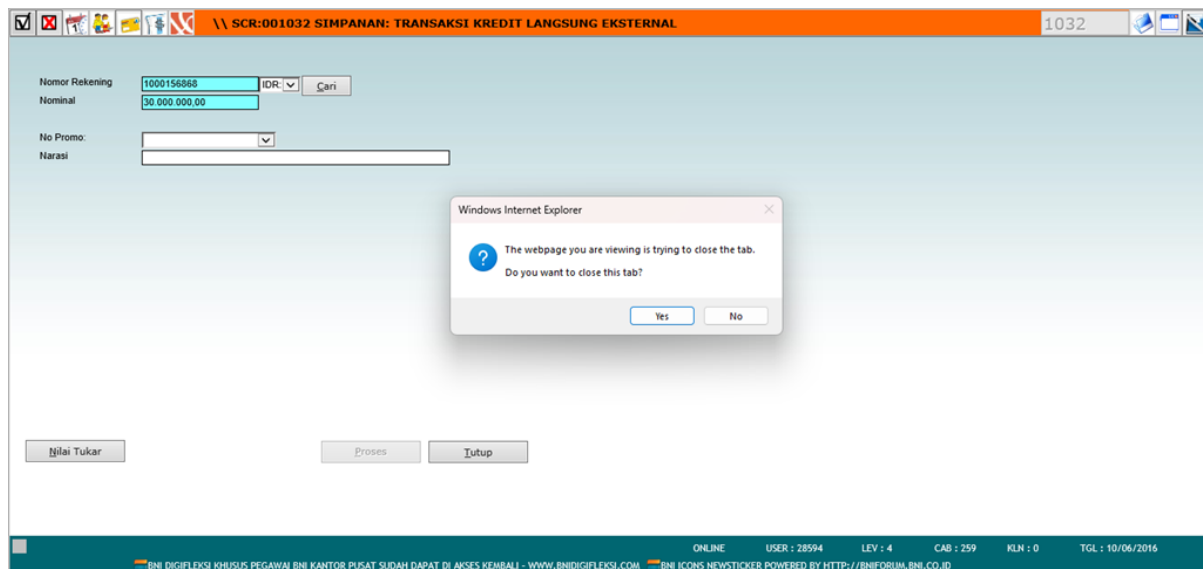 \\ SCR:001032 SIMPANAN: TRANSAKSI KREDIT LANGSUNG EKSTERNAL
1032
Nomor Rekening 1000156868 IDR: Cari
Nominal 30.000.000,00
No Promo:
Narasi
Windows Internet Explorer
The webpage you are viewing is trying to close the tab.
Do you want to close this tab?
Yes No
Nilai Tukar Proses Tutup
ONLINE USER : 28594 LEV : 4 CAB : 259 KLN : 0 TGL : 10/06/2016
BNI DIGIFLEKSI KHUSUS PEGAWAI BNI KANTOR PUSAT SUDAH DAPAT DI AKSES KEMBALI - WWW.BNIDIGIFLEKSI.COM BNI ICONS NEWSTICKER POWERED BY HTTP://BNIFORUM.BNI.CO.ID